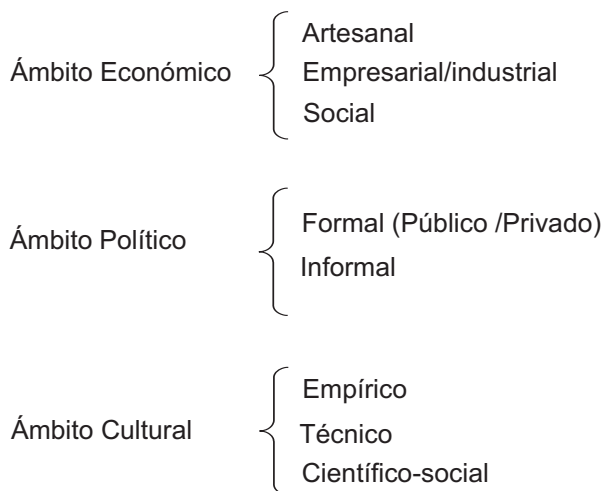 Ámbito Económico
Artesanal
Empresarial/industrial
Social
Ámbito Político
Formal (Público /Privado)
Informal
Ámbito Cultural
Empírico
Técnico
Científico-social